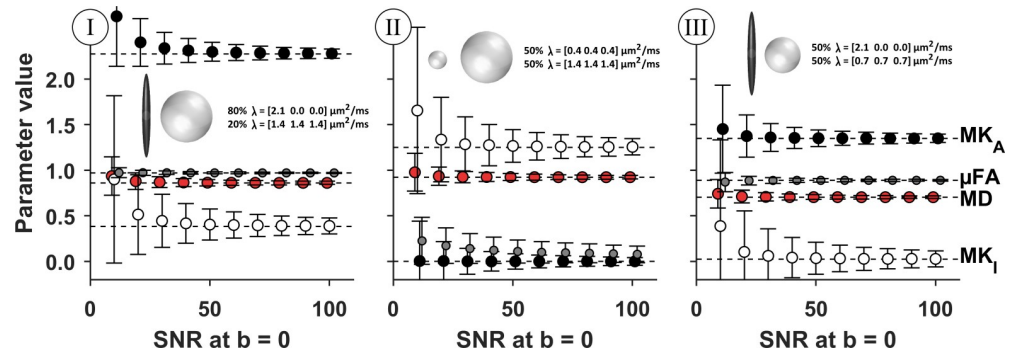 I
II
III
Parameter value
2.0
1.5
1.0
0.5
0.0
80% λ = [2.1 0.0 0.0] μm²/ms
20% λ = [1.4 1.4 1.4] μm²/ms
50% λ = [0.4 0.4 0.4] μm²/ms
50% λ = [1.4 1.4 1.4] μm²/ms
50% λ = [2.1 0.0 0.0] μm²/ms
50% λ = [0.7 0.7 0.7] μm²/ms
MK_A
μFA
MD
MK_I
0 50 100
0 50 100
0 50 100
SNR at b = 0
SNR at b = 0
SNR at b = 0